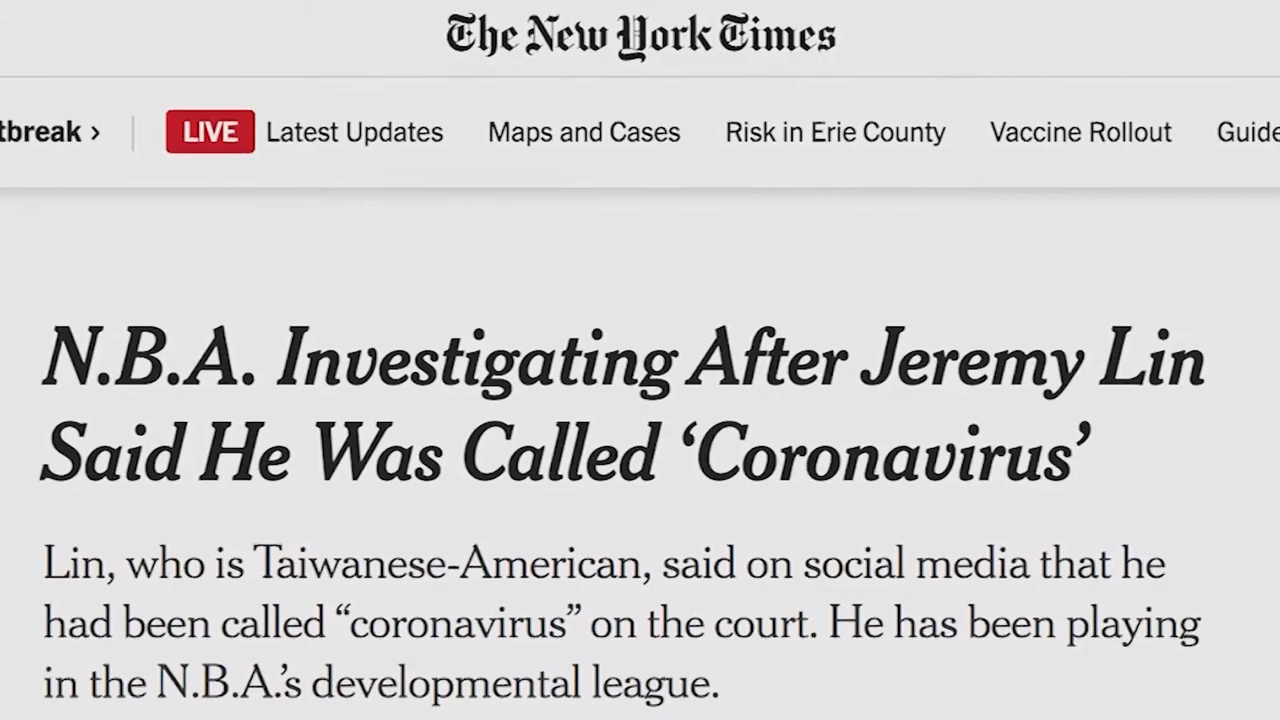 The New York Times
tbreak › LIVE Latest Updates Maps and Cases Risk in Erie County Vaccine Rollout Guide
N.B.A. Investigating After Jeremy Lin
Said He Was Called ‘Coronavirus’
Lin, who is Taiwanese-American, said on social media that he
had been called “coronavirus” on the court. He has been playing
in the N.B.A.’s developmental league.